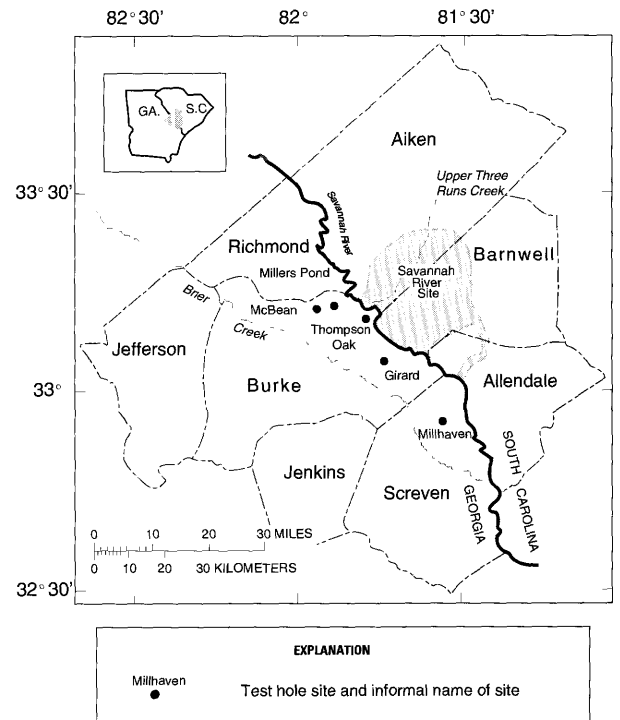 82°30'
82°
81°30'
GA.
S.C.
Aiken
Upper Three
Runs Creek
33°30'
Savannah River
Richmond
Barnwell
Millers Pond
Savannah
River
Site
Brier
McBean
Creek
Thompson
Oak
Jefferson
Girard
Allendale
33°
Burke
Millhaven
SOUTH CAROLINA
Jenkins
Screven
GEORGIA
0 10 20 30 MILES
0 10 20 30 KILOMETERS
32°30'
EXPLANATION
Millhaven
Test hole site and informal name of site